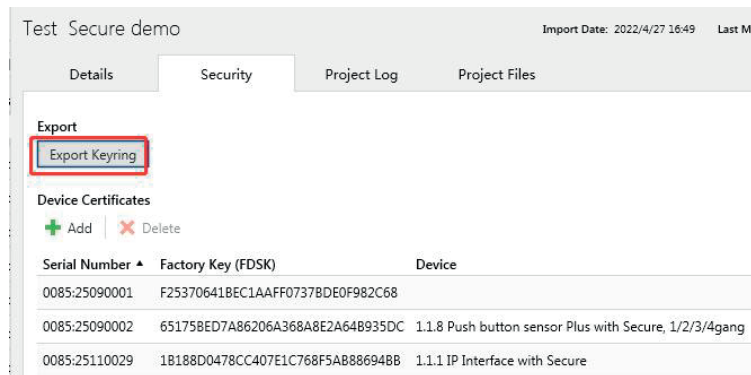 Test Secure demo Import Date: 2022/4/27 16:49 Last M
Details Security Project Log Project Files
Export
Export Keyring
Device Certificates
Add Delete
Serial Number Factory Key (FDSK) Device
0085:25090001 F25370641BEC1AAFF0737BDE0F982C68
0085:25090002 65175BED7A86206A368A8E2A64B935DC 1.1.8 Push button sensor Plus with Secure, 1/2/3/4gang
0085:25110029 1B188D0478CC407E1C768F5AB88694BB 1.1.1 IP Interface with Secure